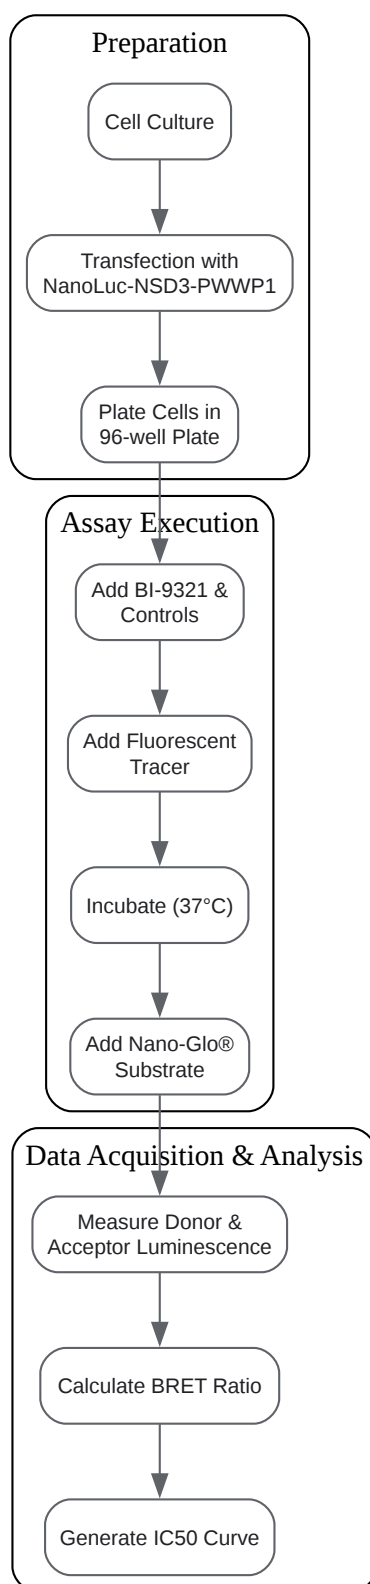 Preparation
Cell Culture
Transfection with
NanoLuc-NSD3-PWWP1
Plate Cells in
96-well Plate
Assay Execution
Add BI-9321 &
Controls
Add Fluorescent
Tracer
Incubate (37°C)
Add Nano-Glo®
Substrate
Data Acquisition & Analysis
Measure Donor &
Acceptor Luminescence
Calculate BRET Ratio
Generate IC50 Curve